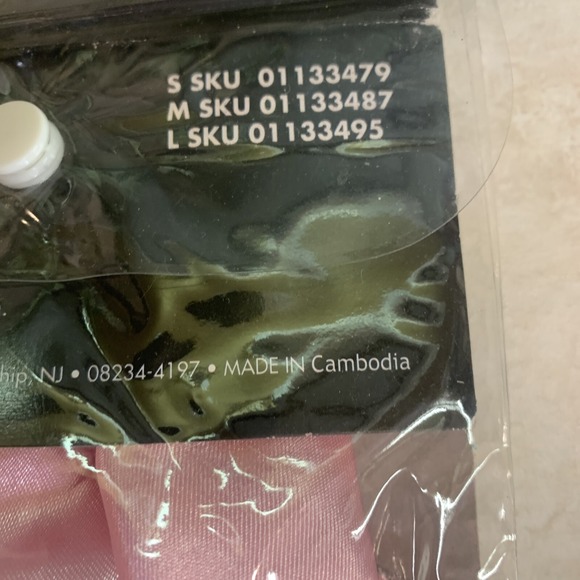 S SKU 01133479
M SKU 01133487
L SKU 01133495
hip, NJ • 08234-4197 • MADE IN Cambodia